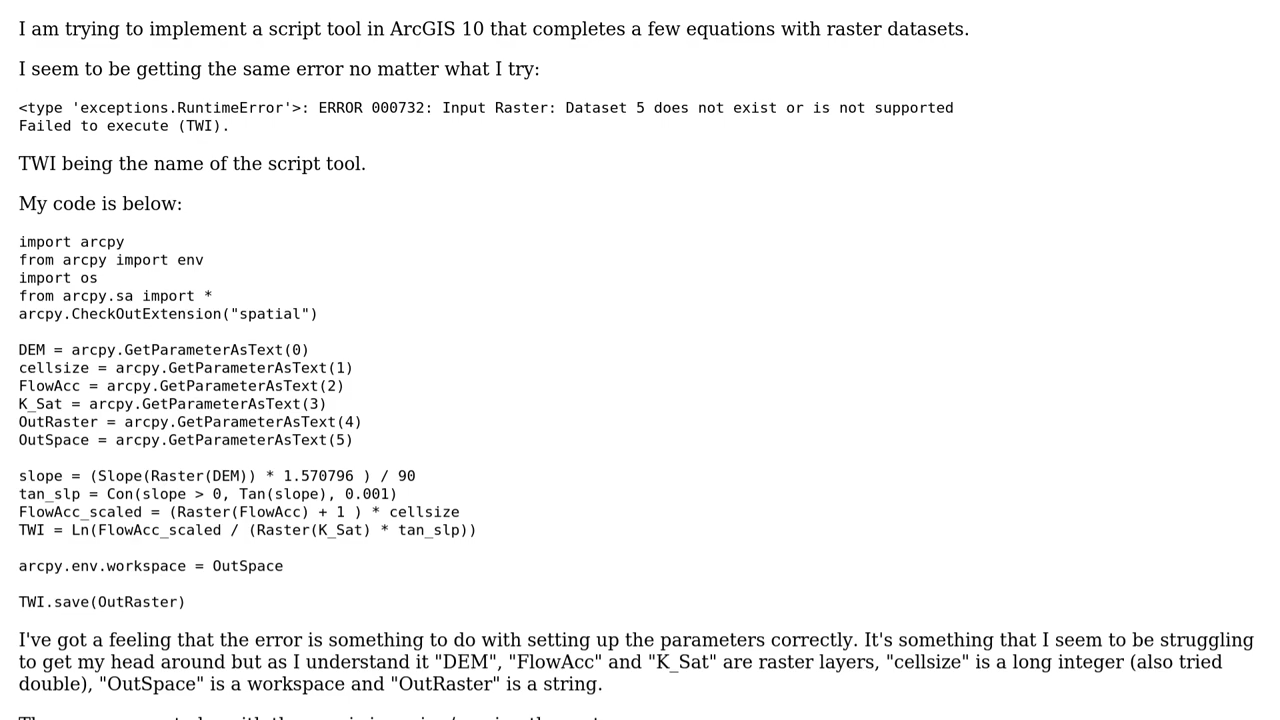 I am trying to implement a script tool in ArcGIS 10 that completes a few equations with raster datasets.
I seem to be getting the same error no matter what I try:
<type 'exceptions.RuntimeError'>: ERROR 000732: Input Raster: Dataset 5 does not exist or is not supported
Failed to execute (TWI).
TWI being the name of the script tool.
My code is below:
import arcpy
from arcpy import env
import os
from arcpy.sa import *
arcpy.CheckOutExtension("spatial")
DEM = arcpy.GetParameterAsText(0)
cellsize = arcpy.GetParameterAsText(1)
FlowAcc = arcpy.GetParameterAsText(2)
K_Sat = arcpy.GetParameterAsText(3)
OutRaster = arcpy.GetParameterAsText(4)
OutSpace = arcpy.GetParameterAsText(5)
slope = (Slope(Raster(DEM)) * 1.570796 ) / 90
tan_slp = Con(slope > 0, Tan(slope), 0.001)
FlowAcc_scaled = (Raster(FlowAcc) + 1 ) * cellsize
TWI = Ln(FlowAcc_scaled / (Raster(K_Sat) * tan_slp))
arcpy.env.workspace = OutSpace
TWI.save(OutRaster)
I've got a feeling that the error is something to do with setting up the parameters correctly. It's something that I seem to be struggling
to get my head around but as I understand it "DEM", "FlowAcc" and "K_Sat" are raster layers, "cellsize" is a long integer (also tried
double), "OutSpace" is a workspace and "OutRaster" is a string.